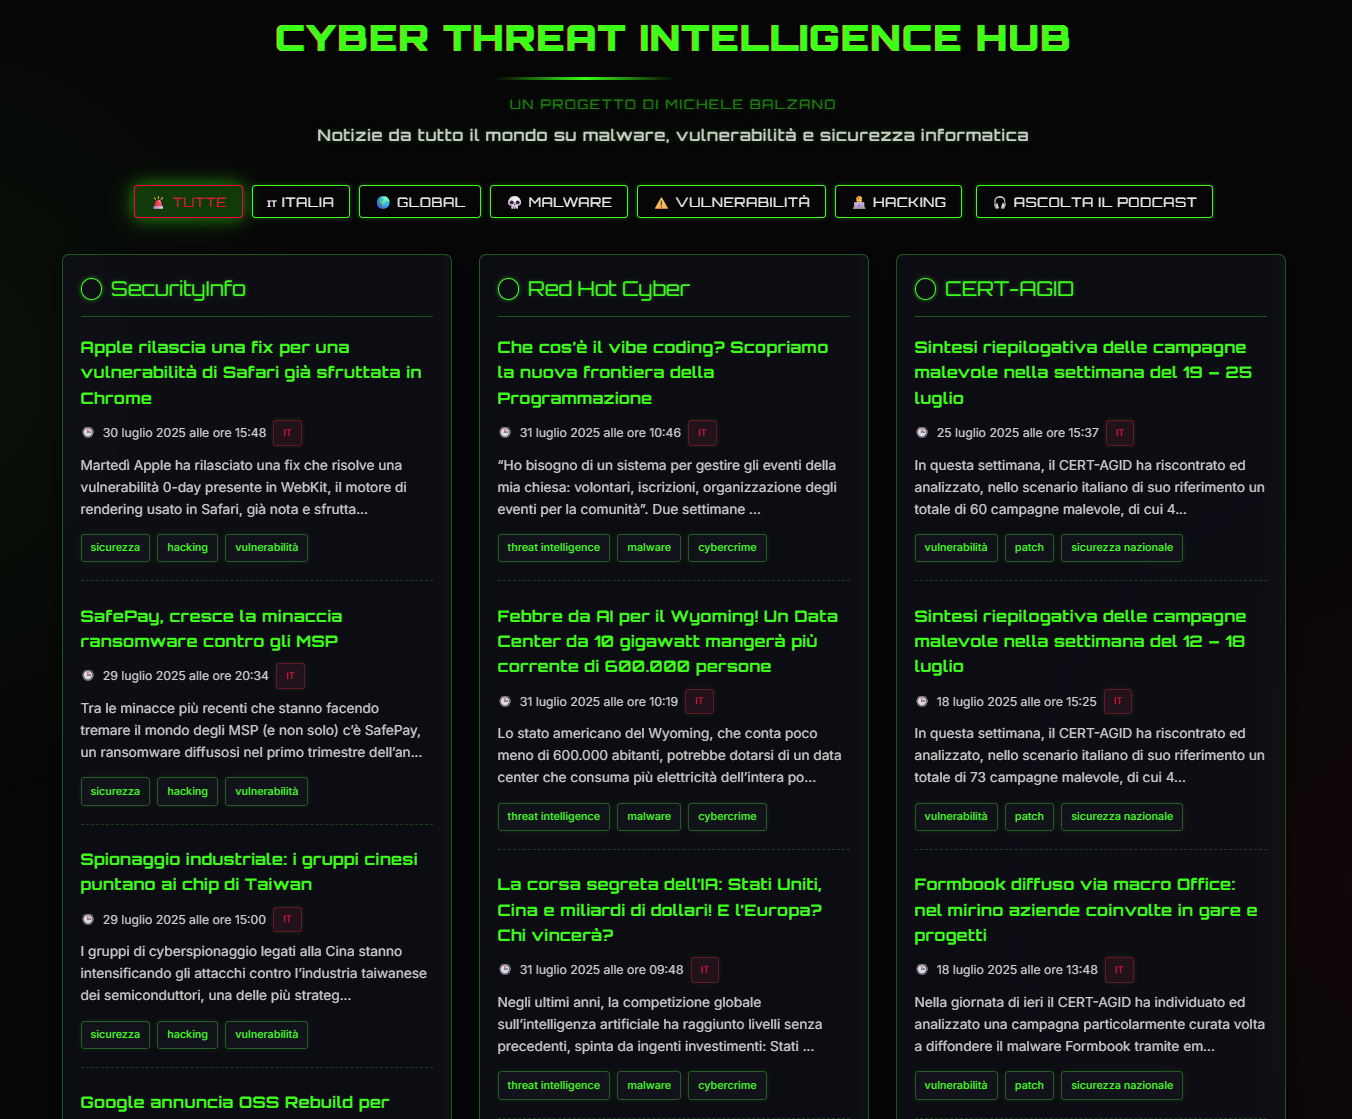 CYBER THREAT INTELLIGENCE HUB
UN PROGETTO DI MICHELE BALZANO
Notizie da tutto il mondo su malware, vulnerabilità e sicurezza informatica
TUTTE
IT ITALIA
GLOBAL
MALWARE
VULNERABILITÀ
HACKING
ASCOLTA IL PODCAST
SecurityInfo
Apple rilascia una fix per una
vulnerabilità di Safari già sfruttata in
Chrome
30 luglio 2025 alle ore 15:48 IT
Martedì Apple ha rilasciato una fix che risolve una
vulnerabilità 0-day presente in WebKit, il motore di
rendering usato in Safari, già nota e sfrutta...
sicurezza hacking vulnerabilità
SafePay, cresce la minaccia
ransomware contro gli MSP
29 luglio 2025 alle ore 20:34 IT
Tra le minacce più recenti che stanno facendo
tremare il mondo degli MSP (e non solo) c’è SafePay,
un ransomware diffusosi nel primo trimestre dell’an...
sicurezza hacking vulnerabilità
Spionaggio industriale: i gruppi cinesi
puntano ai chip di Taiwan
29 luglio 2025 alle ore 15:00 IT
I gruppi di cyberspionaggio legati alla Cina stanno
intensificando gli attacchi contro l’industria taiwanese
dei semiconduttori, una delle più strateg...
sicurezza hacking vulnerabilità
Google annuncia OSS Rebuild per
Red Hot Cyber
Che cos’è il vibe coding? Scopriamo
la nuova frontiera della
Programmazione
31 luglio 2025 alle ore 10:46 IT
“Ho bisogno di un sistema per gestire gli eventi della
mia chiesa: volontari, iscrizioni, organizzazione degli
eventi per la comunità”. Due settimane ...
threat intelligence malware cybercrime
Febbre da AI per il Wyoming! Un Data
Center da 10 gigawatt mangerà più
corrente di 600.000 persone
31 luglio 2025 alle ore 10:19 IT
Lo stato americano del Wyoming, che conta poco
meno di 600.000 abitanti, potrebbe dotarsi di un data
center che consuma più elettricità dell’intera po...
threat intelligence malware cybercrime
La corsa segreta dell’IA: Stati Uniti,
Cina e miliardi di dollari! E l’Europa?
Chi vincerà?
31 luglio 2025 alle ore 09:48 IT
Negli ultimi anni, la competizione globale
sull’intelligenza artificiale ha raggiunto livelli senza
precedenti, spinta da ingenti investimenti: Stati ...
threat intelligence malware cybercrime
CERT-AGID
Sintesi riepilogativa delle campagne
malevole nella settimana del 19 – 25
luglio
25 luglio 2025 alle ore 15:37 IT
In questa settimana, il CERT-AGID ha riscontrato ed
analizzato, nello scenario italiano di suo riferimento un
totale di 60 campagne malevole, di cui 4...
vulnerabilità patch sicurezza nazionale
Sintesi riepilogativa delle campagne
malevole nella settimana del 12 – 18
luglio
18 luglio 2025 alle ore 15:25 IT
In questa settimana, il CERT-AGID ha riscontrato ed
analizzato, nello scenario italiano di suo riferimento un
totale di 73 campagne malevole, di cui 4...
vulnerabilità patch sicurezza nazionale
Formbook diffuso via macro Office:
nel mirino aziende coinvolte in gare e
progetti
18 luglio 2025 alle ore 13:48 IT
Nella giornata di ieri il CERT-AGID ha individuato ed
analizzato una campagna particolarmente curata volta
a diffondere il malware Formbook tramite em...
vulnerabilità patch sicurezza nazionale